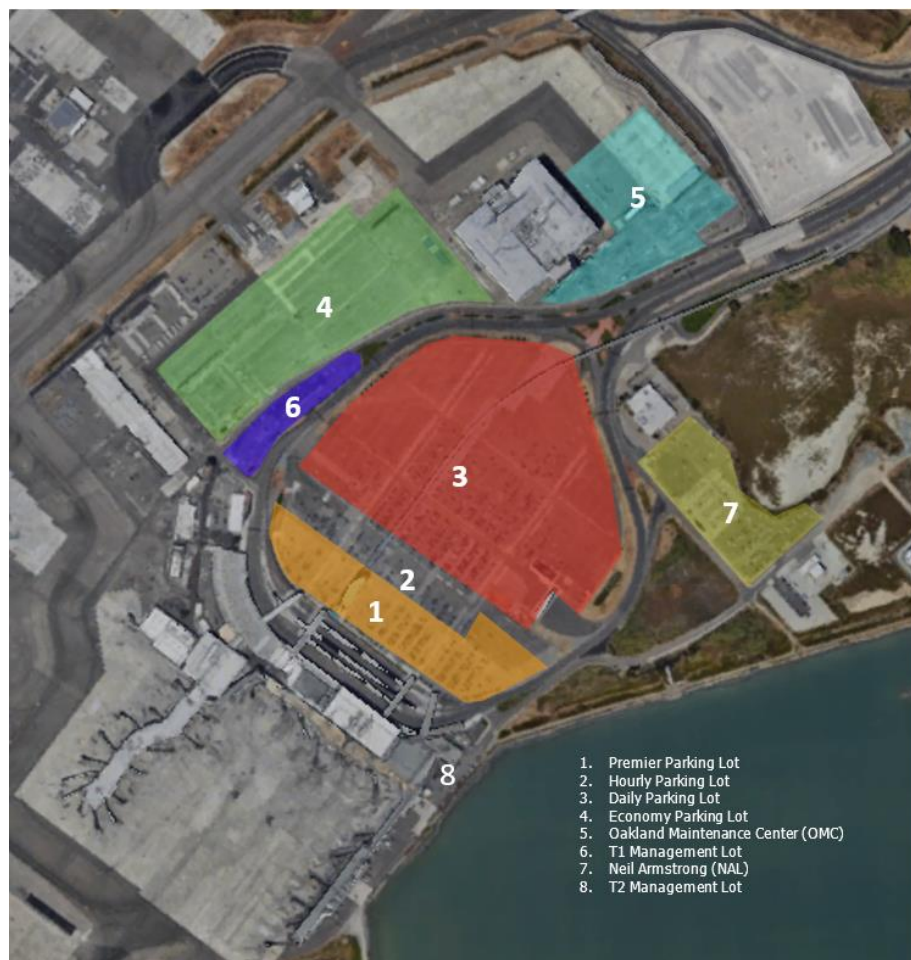 5
4
6
3
7
2
1
8
1. Premier Parking Lot
2. Hourly Parking Lot
3. Daily Parking Lot
4. Economy Parking Lot
5. Oakland Maintenance Center (OMC)
6. T1 Management Lot
7. Neil Armstrong (NAL)
8. T2 Management Lot